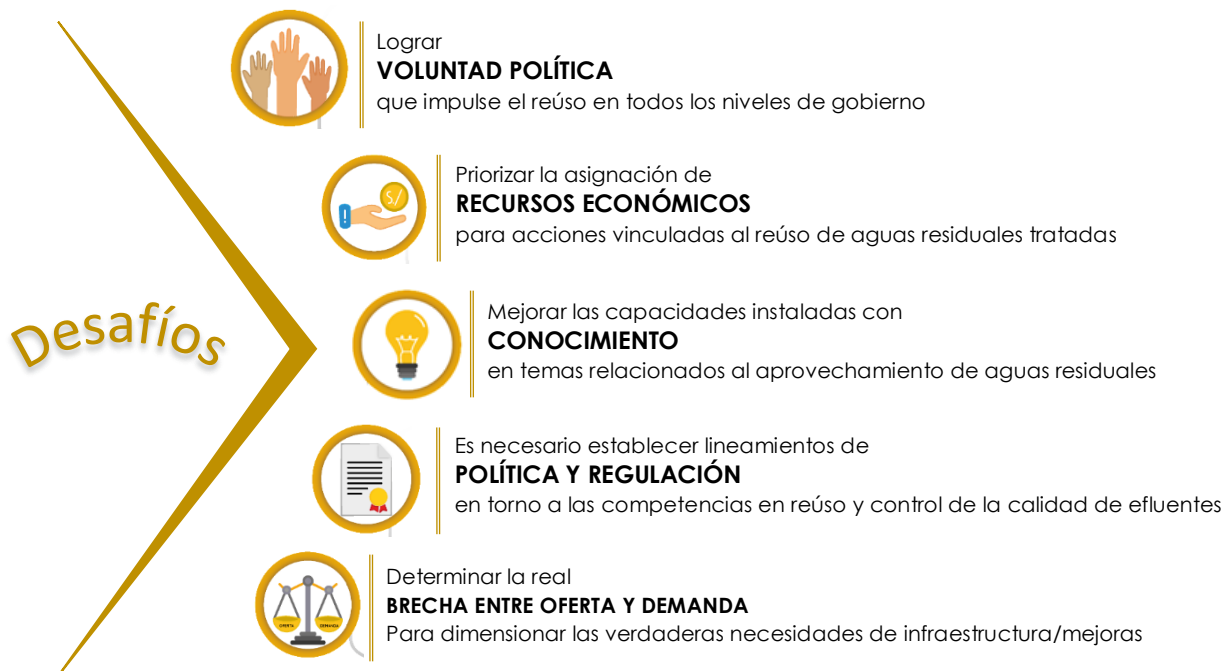 Desafíos
Lograr
VOLUNTAD POLÍTICA
que impulse el reúso en todos los niveles de gobierno
S/
Priorizar la asignación de
RECURSOS ECONÓMICOS
para acciones vinculadas al reúso de aguas residuales tratadas
Mejorar las capacidades instaladas con
CONOCIMIENTO
en temas relacionados al aprovechamiento de aguas residuales
Es necesario establecer lineamientos de
POLÍTICA Y REGULACIÓN
en torno a las competencias en reúso y control de la calidad de efluentes
OFERTA DEMANDA
Determinar la real
BRECHA ENTRE OFERTA Y DEMANDA
Para dimensionar las verdaderas necesidades de infraestructura/mejoras